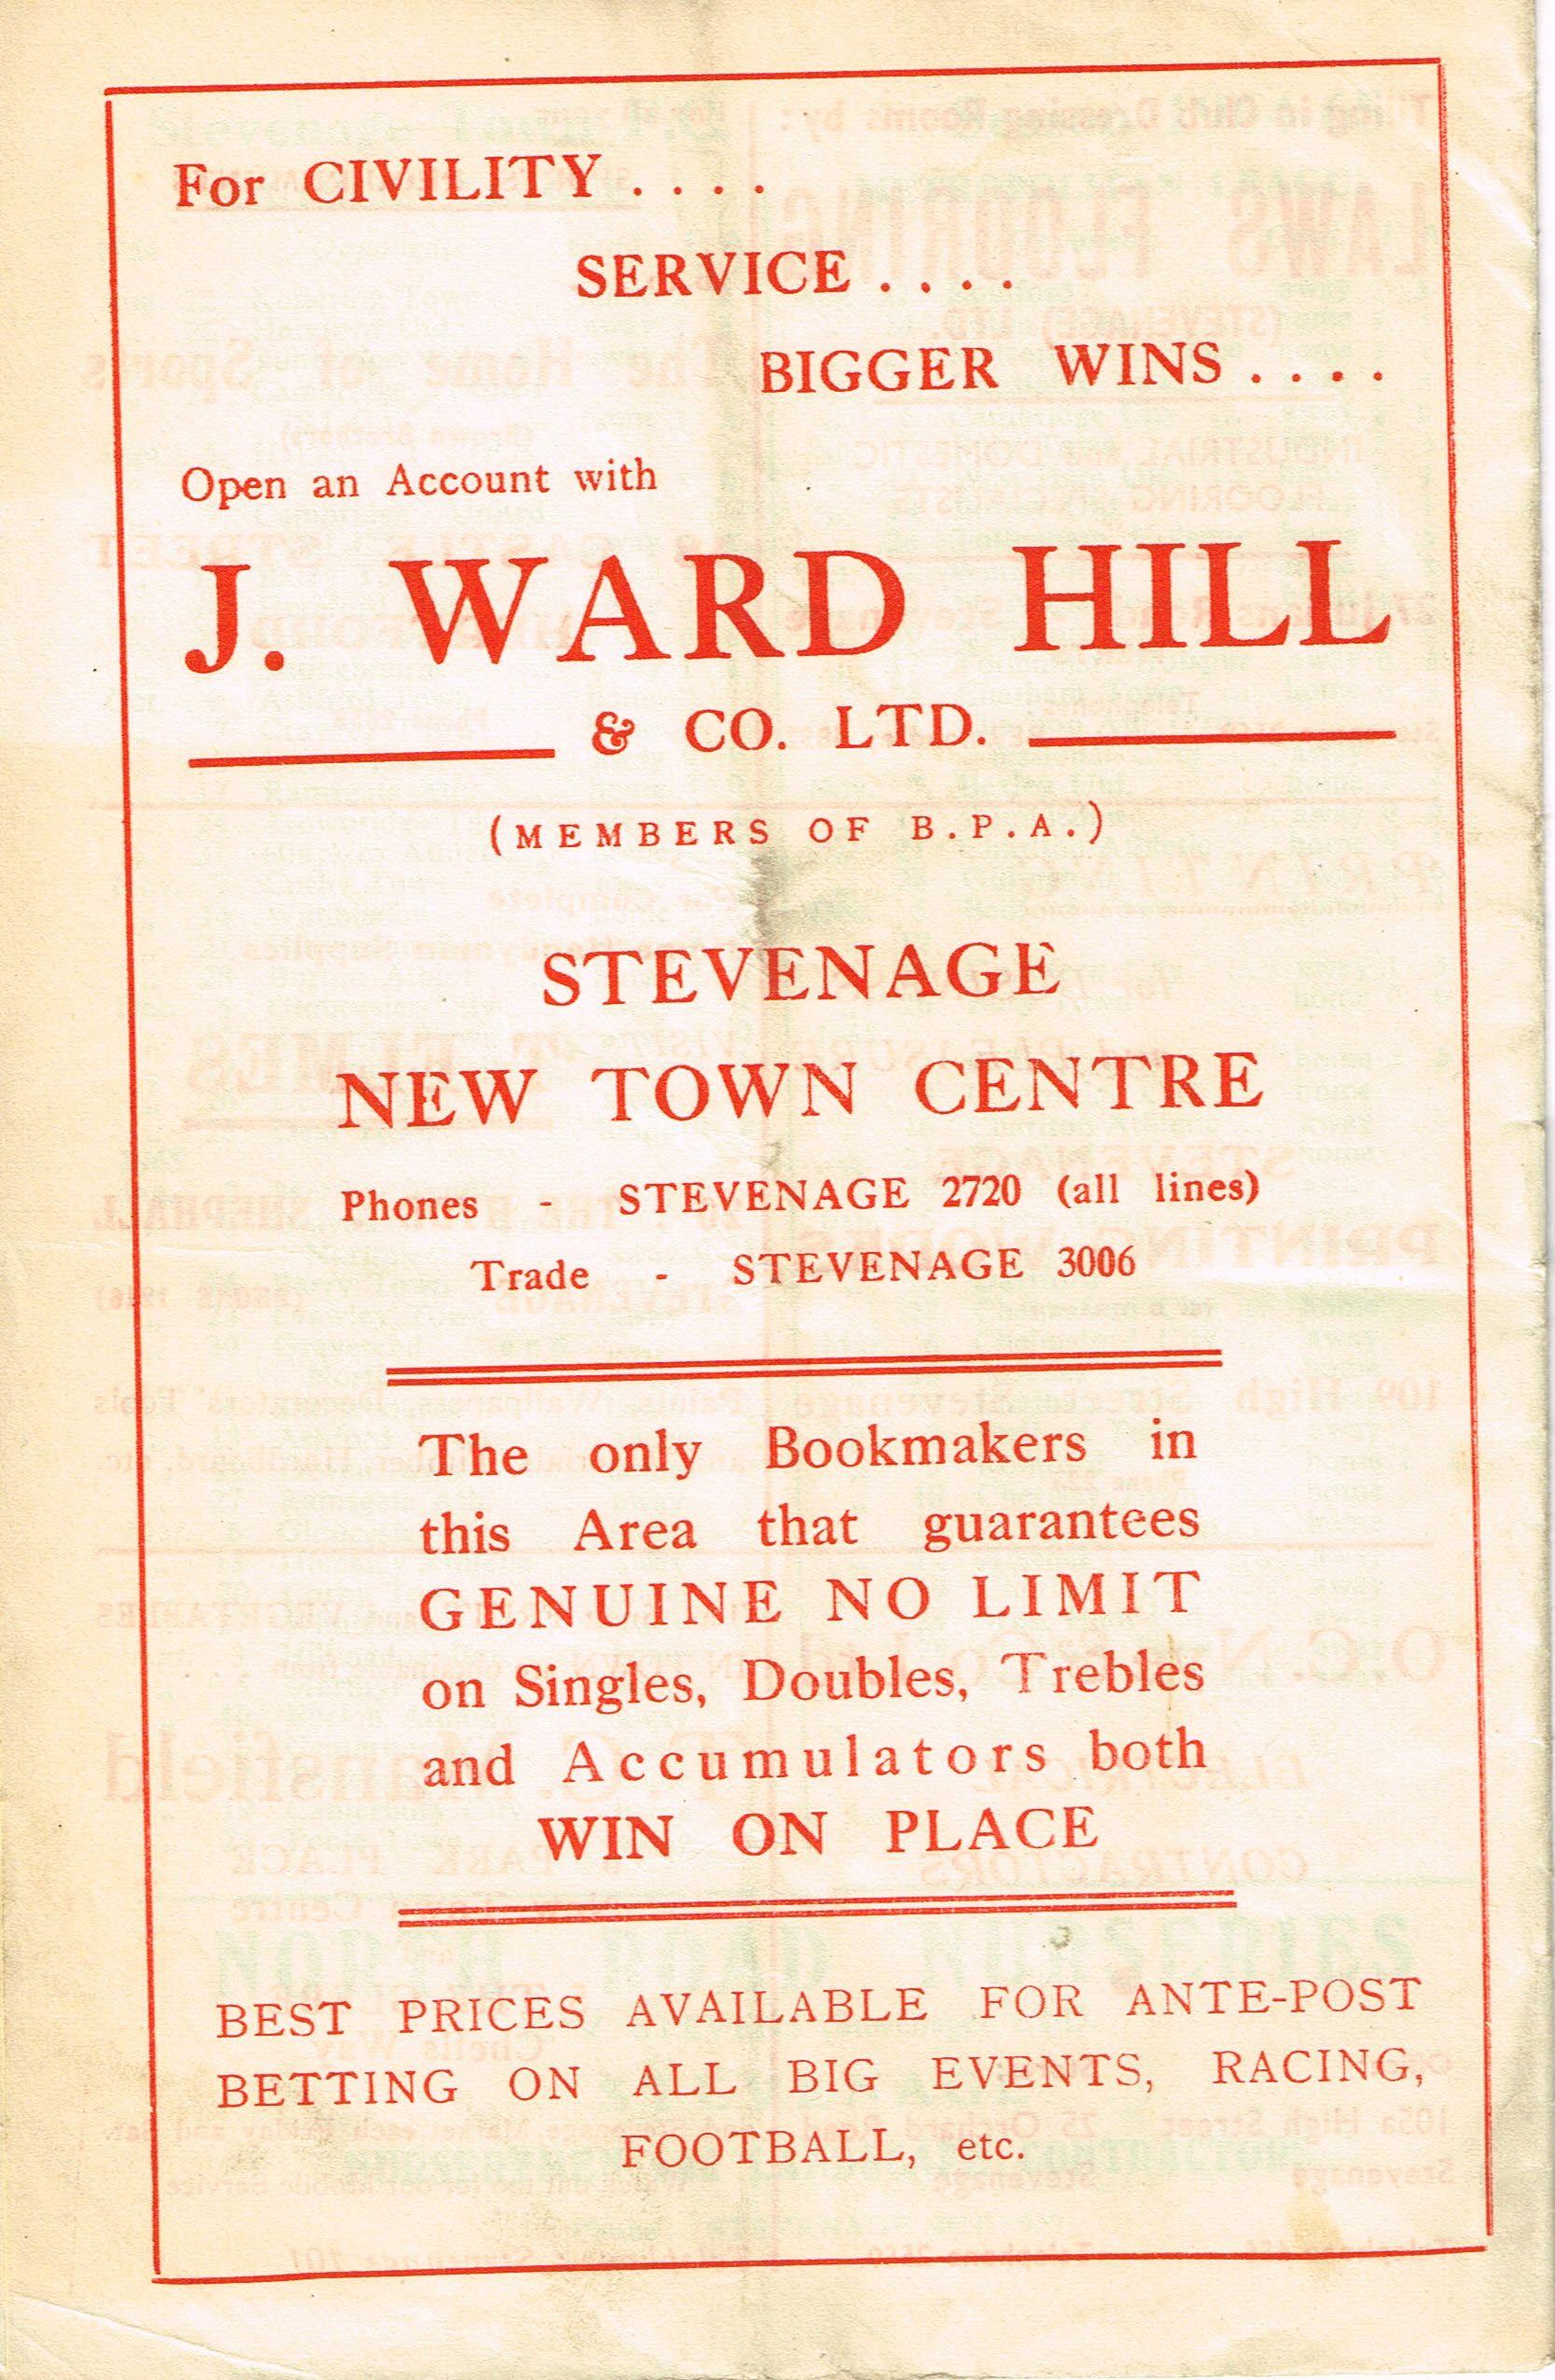 For CIVILITY . . . .
SERVICE . . . .
BIGGER WINS . . . .
Open an Account with
J. WARD HILL
& CO. LTD.
(MEMBERS OF B.P.A.)
STEVENAGE
NEW TOWN CENTRE
Phones - STEVENAGE 2720 (all lines)
Trade - STEVENAGE 3006
The only Bookmakers in
this Area that guarantees
GENUINE NO LIMIT
on Singles, Doubles, Trebles
and Accumulators both
WIN ON PLACE
BEST PRICES AVAILABLE FOR ANTE-POST
BETTING ON ALL BIG EVENTS, RACING,
FOOTBALL, etc.